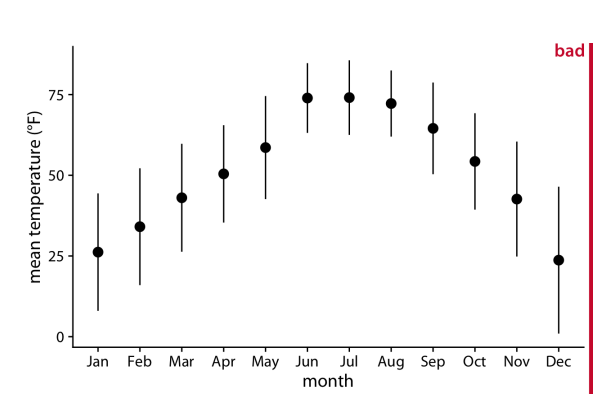 bad
mean temperature (°F)
75
50
25
0
Jan Feb Mar Apr May Jun Jul Aug Sep Oct Nov Dec
month